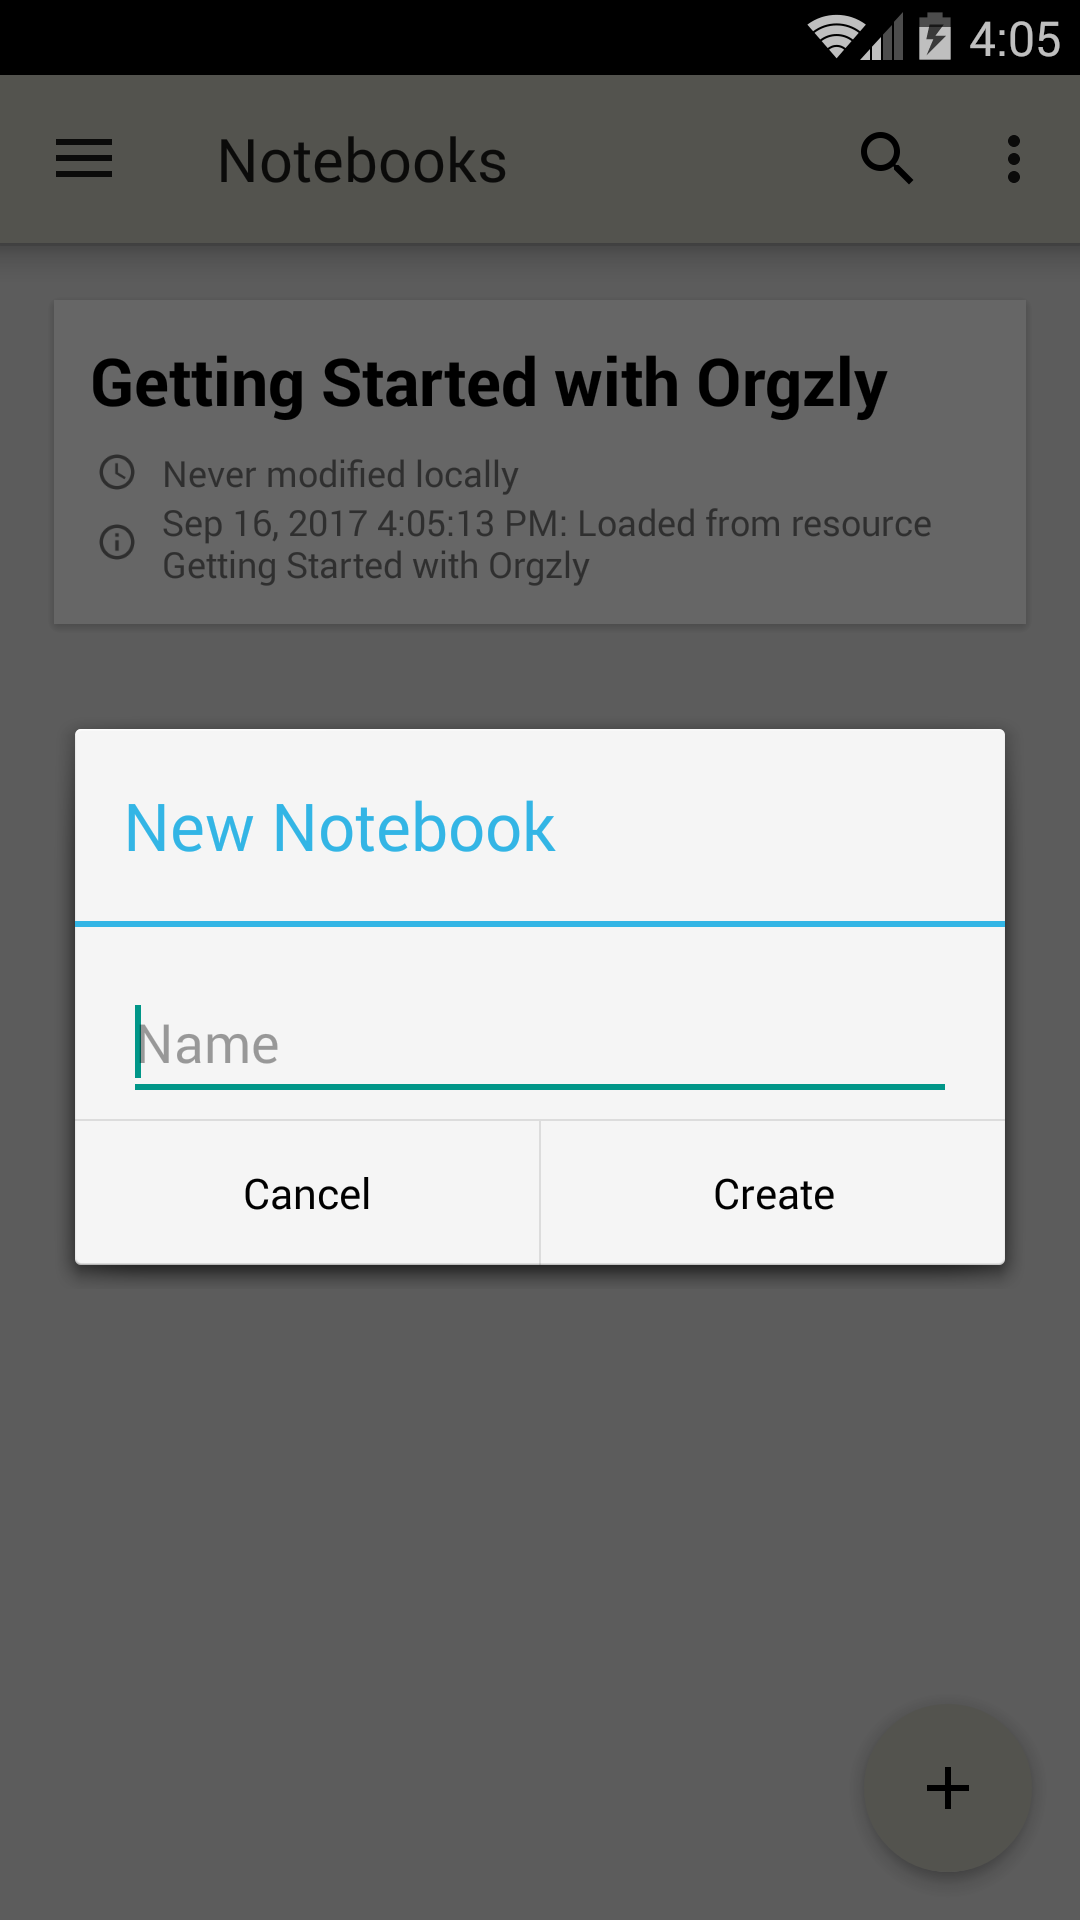 4:05
Notebooks
Getting Started with Orgzly
Never modified locally
Sep 16, 2017 4:05:13 PM: Loaded from resource
Getting Started with Orgzly
New Notebook
Name
Cancel
Create